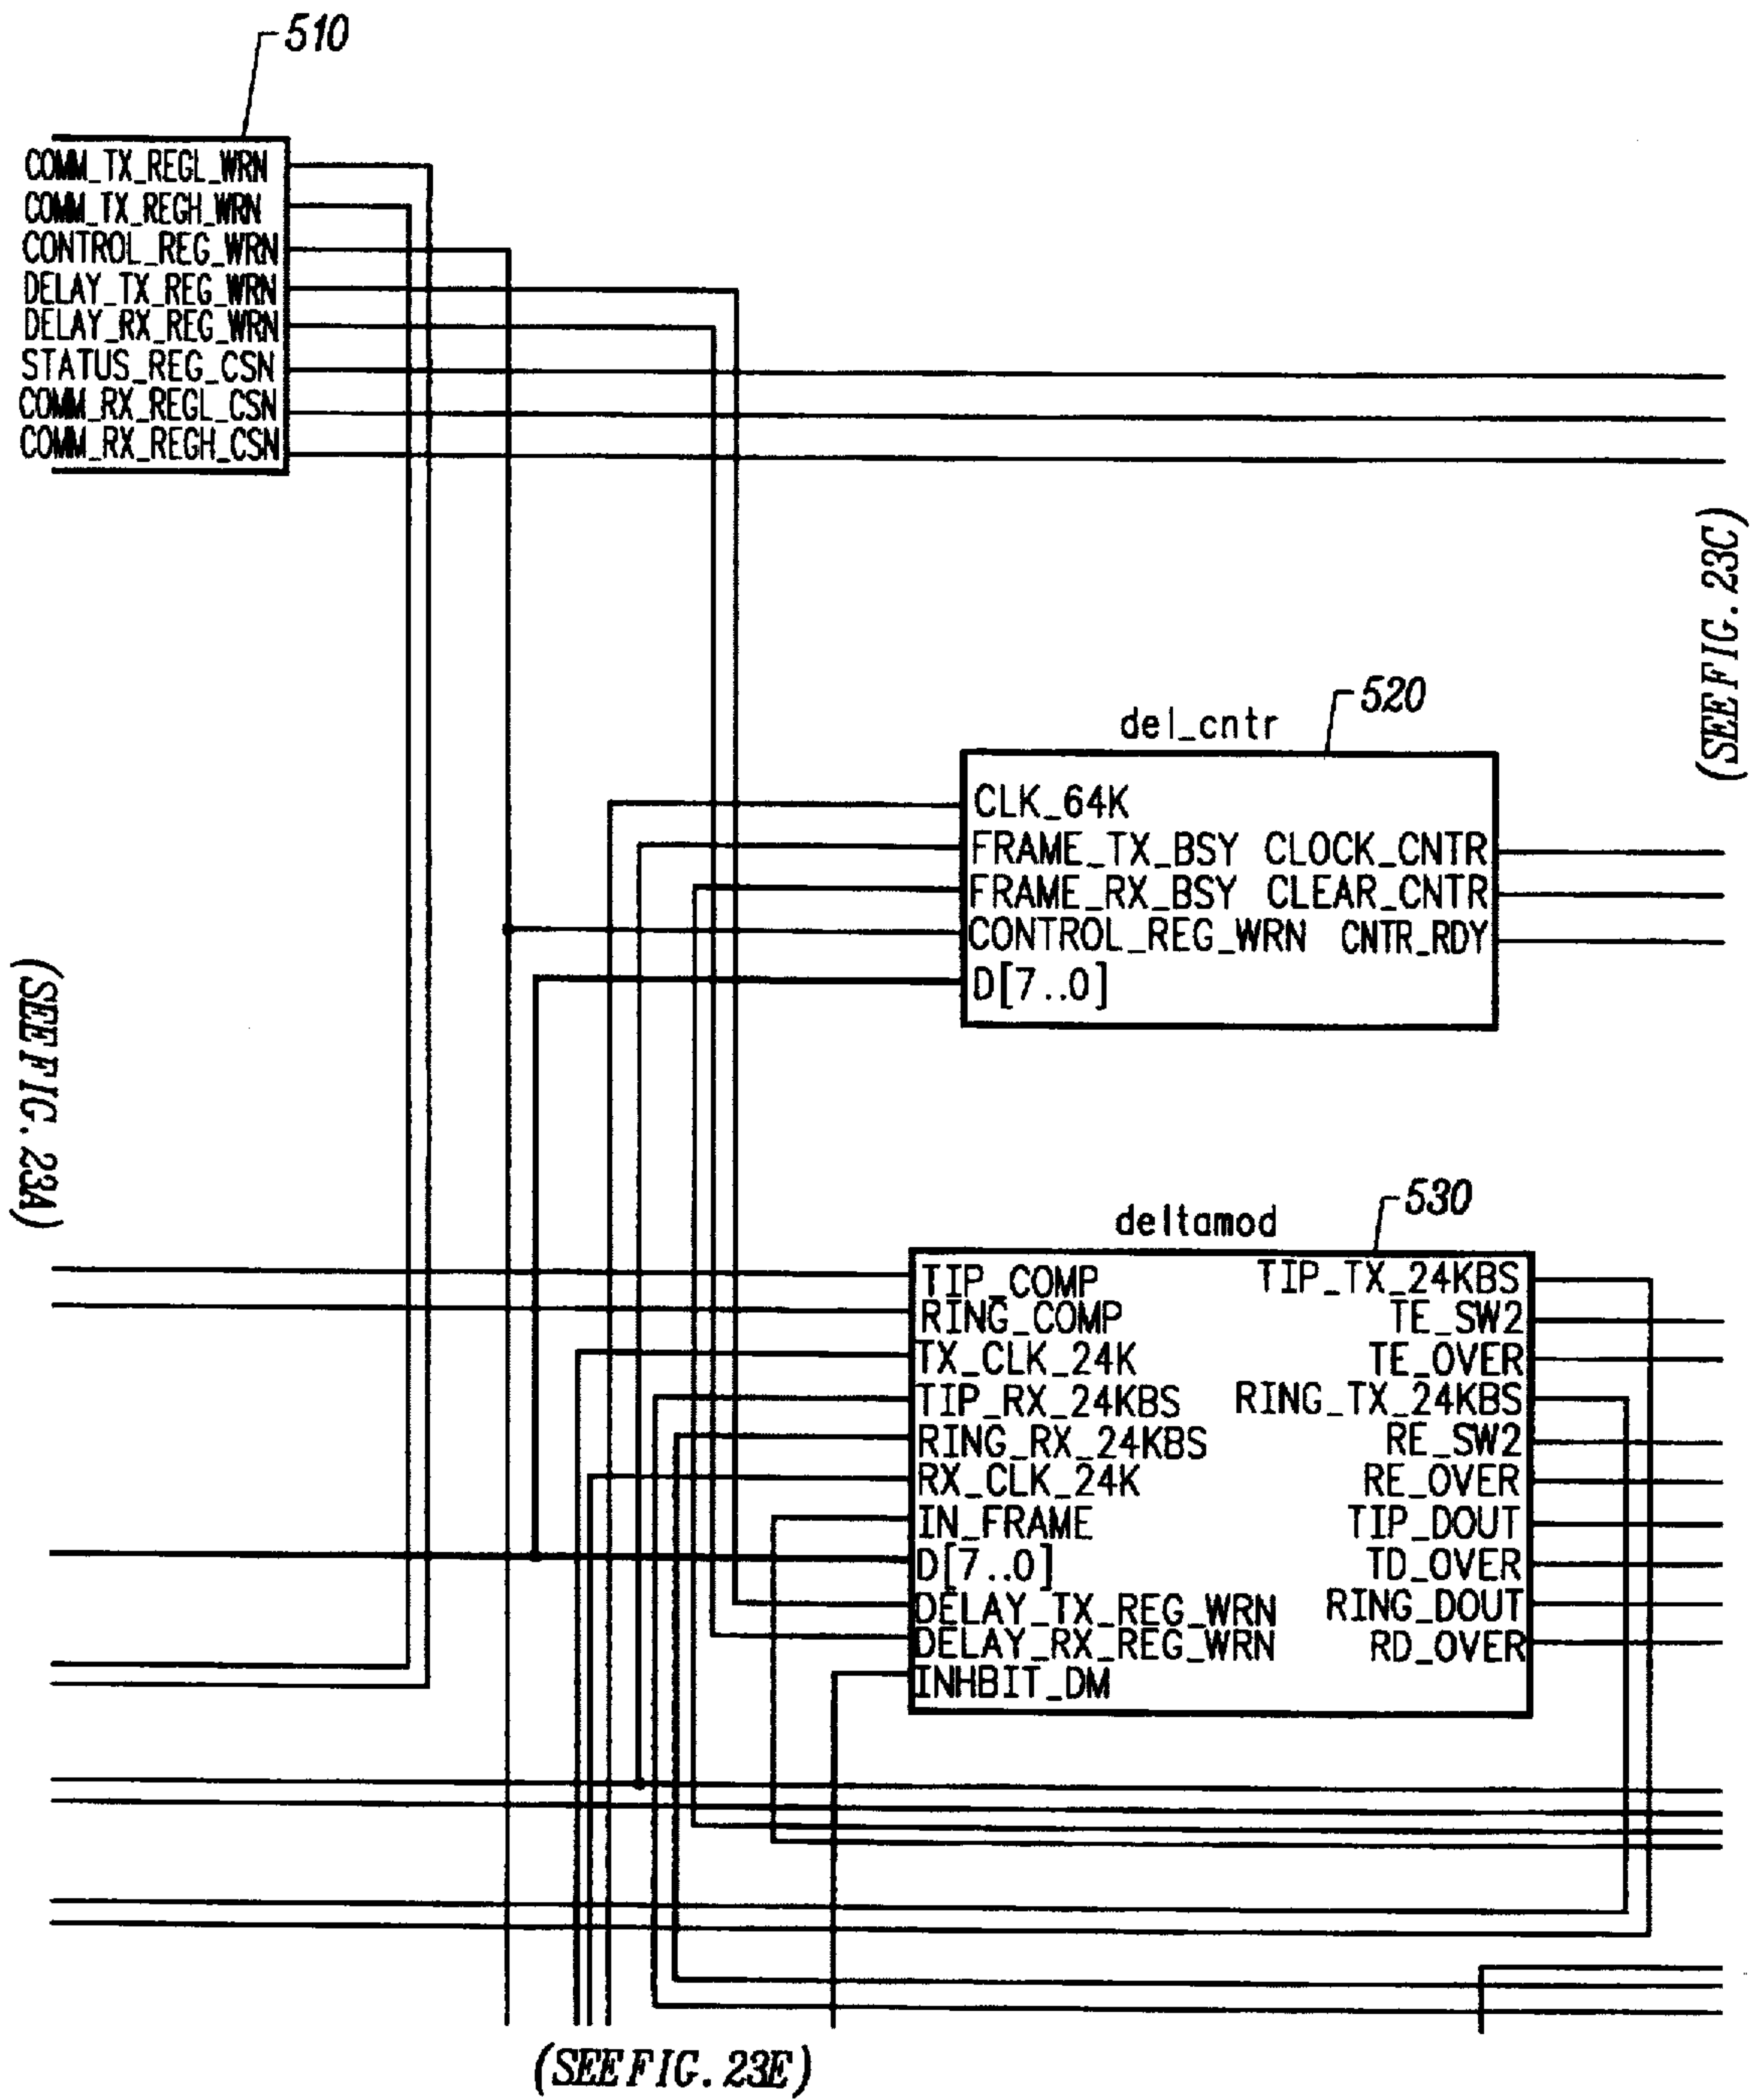 510
COMM_TX_REGL_WRN
COMM_TX_REGH_WRN
CONTROL_REG_WRN
DELAY_TX_REG_WRN
DELAY_RX_REG_WRN
STATUS_REG_CSN
COMM_RX_REGL_CSN
COMM_RX_REGH_CSN
(SEE FIG. 23C)
520
del_cntr
CLK_64K
FRAME_TX_BSY CLOCK_CNTR
FRAME_RX_BSY CLEAR_CNTR
CONTROL_REG_WRN CNTR_RDY
D[7..0]
(SEE FIG. 23A)
530
deltamod
TIP_COMP TIP_TX_24KBS
RING_COMP TE_SW2
TX_CLK_24K TE_OVER
TIP_RX_24KBS RING_TX_24KBS
RING_RX_24KBS RE_SW2
RX_CLK_24K RE_OVER
IN_FRAME TIP_DOUT
D[7..0] TD_OVER
DELAY_TX_REG_WRN RING_DOUT
DELAY_RX_REG_WRN RD_OVER
INHBIT_DM
(SEE FIG. 23E)